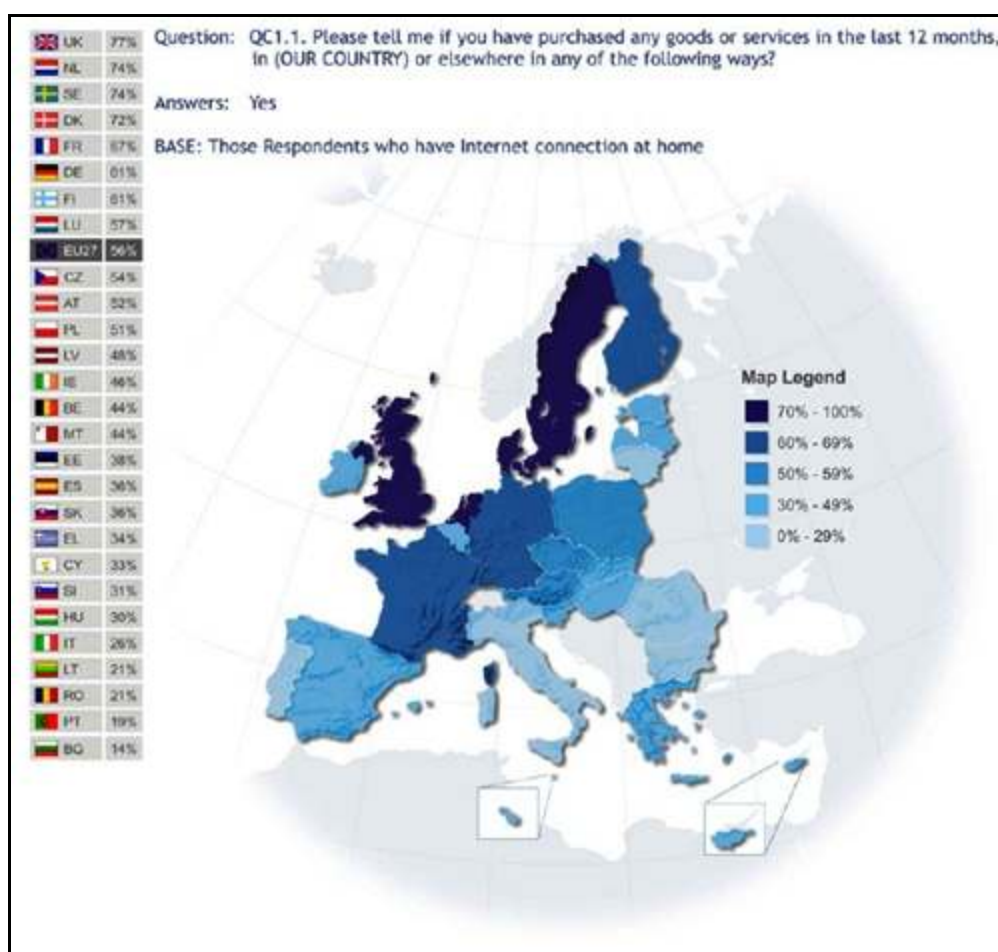 Question: QC1.1. Please tell me if you have purchased any goods or services in the last 12 months,
in (OUR COUNTRY) or elsewhere in any of the following ways?
Answers: Yes
BASE: Those Respondents who have Internet connection at home
UK 77%
NL 74%
SE 74%
DK 72%
FR 67%
DE 61%
FI 61%
LU 57%
EU27 56%
CZ 54%
AT 52%
PL 51%
LV 48%
IE 46%
BE 44%
MT 44%
EE 38%
ES 36%
SK 36%
EL 34%
CY 33%
SI 31%
HU 30%
IT 26%
LT 21%
RO 21%
PT 19%
BG 14%
Map Legend
70% - 100%
60% - 69%
50% - 59%
30% - 49%
0% - 29%